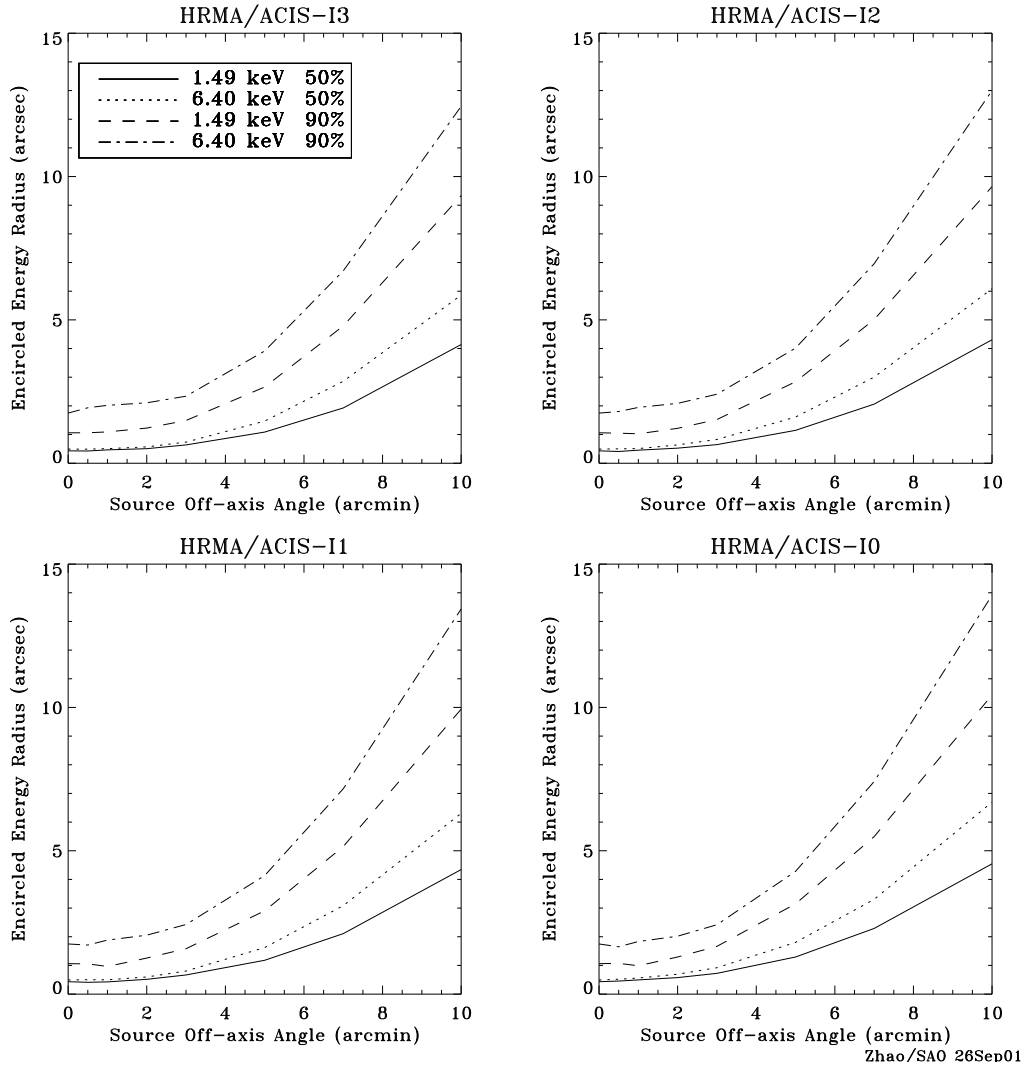 HRMA/ACIS-I3
HRMA/ACIS-I2
15
10
5
0
Encircled Energy Radius (arcsec)
1.49 keV 50%
6.40 keV 50%
1.49 keV 90%
6.40 keV 90%
0 2 4 6 8 10
Source Off-axis Angle (arcmin)
15
10
5
0
Encircled Energy Radius (arcsec)
0 2 4 6 8 10
Source Off-axis Angle (arcmin)
HRMA/ACIS-I1
HRMA/ACIS-I0
15
10
5
0
Encircled Energy Radius (arcsec)
0 2 4 6 8 10
Source Off-axis Angle (arcmin)
15
10
5
0
Encircled Energy Radius (arcsec)
0 2 4 6 8 10
Source Off-axis Angle (arcmin)
Zhao/SAO 26Sep01